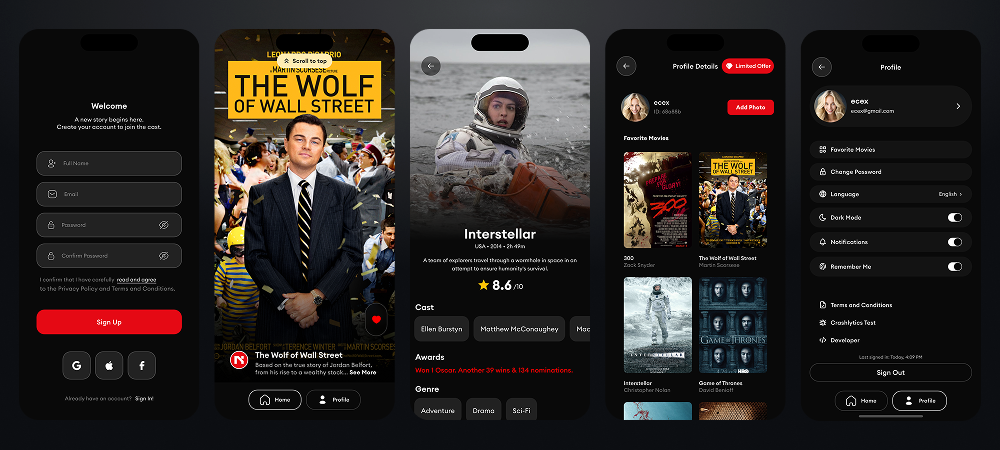 Welcome
A new story begins here.
Create your account to join the cast.
Full Name
Email
Password
Confirm Password
I confirm that I have carefully read and agree
to the Privacy Policy and Terms and Conditions.
Sign Up
G
f
Already have an account? Sign In!
LEONARDO DICAPRIO
Scroll to top
MARTIN SCORSESE
THE WOLF
OF WALL STREET
JORDAN BELFORT TERENCE WINTER MARTIN SCORSESE
The Wolf of Wall Street
Based on the true story of Jordan Belfort,
from his rise to a wealthy stock... See More
Home
Profile
Interstellar
USA • 2014 • 2h 49m
A team of explorers travel through a wormhole in space in an
attempt to ensure humanity's survival.
8.6 /10
Cast
Ellen Burstyn
Matthew McConaughey
Mac
Awards
Won 1 Oscar. Another 39 wins & 134 nominations.
Genre
Adventure
Drama
Sci-Fi
Profile Details
Limited Offer
ecex
Add Photo
Favorite Movies
PREPARE
FOR
GLORY!
300
THE WOLF
OF WALL STREET
300
Zack Snyder
The Wolf of Wall Street
Martin Scorsese
INTERSTELLAR
GAME OF THRONES
Interstellar
Christopher Nolan
Game of Thrones
David Benioff
Profile
ecex
ecex@gmail.com
Favorite Movies
Change Password
Language
English
Dark Mode
Notifications
Remember Me
Terms and Conditions
Crashlytics Test
Developer
Last signed in: Today, 4:09 PM
Sign Out
Home
Profile